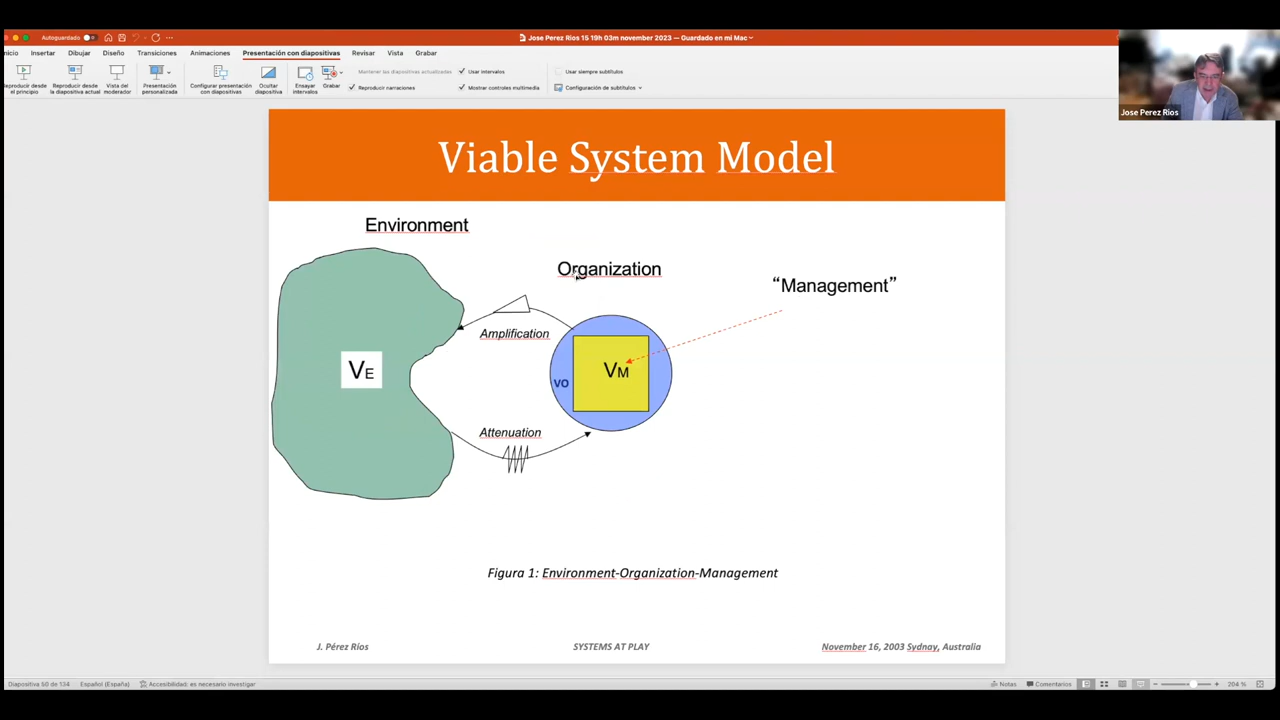 Autoguardado
Jose Perez Rios 15 19h 03m november 2023 — Guardado en mi Mac
nicio Insertar Dibujar Diseño Transiciones Animaciones Presentación con diapositivas Revisar Vista Grabar
Reproducir desde el principio
Reproducir desde la diapositiva actual
Vista del moderador
Presentación personalizada
Configurar presentación con diapositivas
Ocultar diapositiva
Ensayar intervalos
Grabar
Mantener las diapositivas actualizadas
Reproducir narraciones
Usar intervalos
Mostrar controles multimedia
Usar siempre subtítulos
Configuración de subtítulos
Jose Perez Rios
Viable System Model
Environment
Organization
“Management”
Amplification
VE
VO
VM
Attenuation
Figura 1: Environment-Organization-Management
J. Pérez Ríos
SYSTEMS AT PLAY
November 16, 2003 Sydnay, Australia
Diapositiva 50 de 134
Español (España)
Accesibilidad: es necesario investigar
Notas
Comentarios
204 %